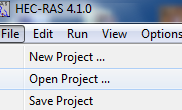 HEC-RAS 4.1.0
File Edit Run View Options
New Project ...
Open Project ...
Save Project